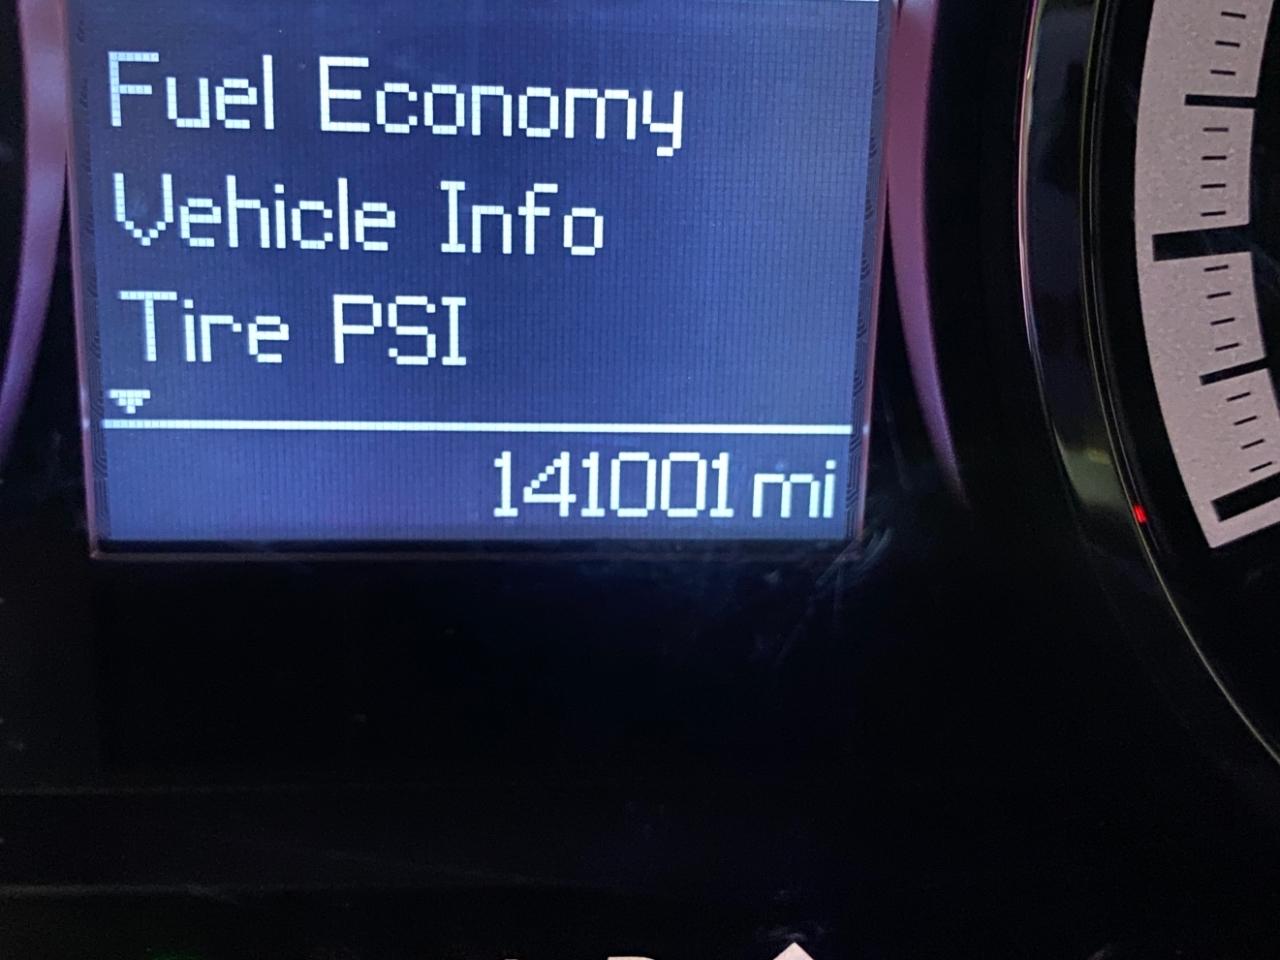 Fuel Economy
Vehicle Info
Tire PSI
141001 mi